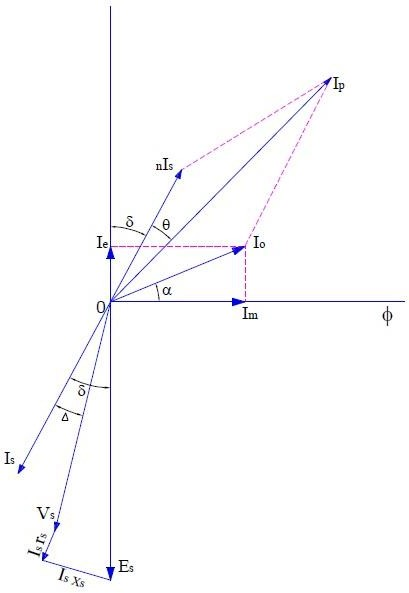 Ip
nIs
δ
θ
Ie
Io
α
0
Im
ϕ
δ
Δ
Is
Vs
Is rs
Es
Is xs